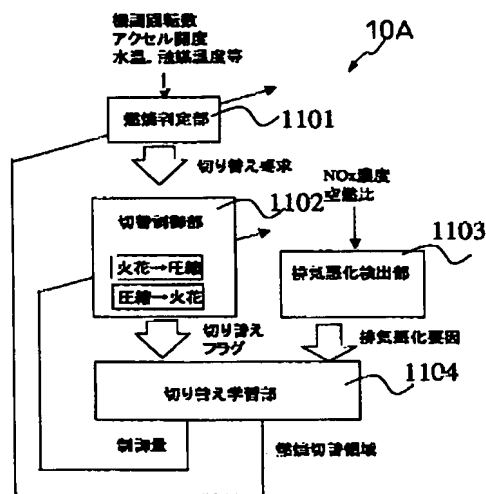 機関回転数
アクセル開度
水温、触媒温度等
10A
燃焼判定部
1101
切り替え要求
1102
切替制御部
火花→圧縮
圧縮→火花
NOx濃度
空燃比
1103
排気悪化検出部
切り替え
フラグ
排気悪化要因
1104
切り替え学習部
制御量
燃焼切替領域